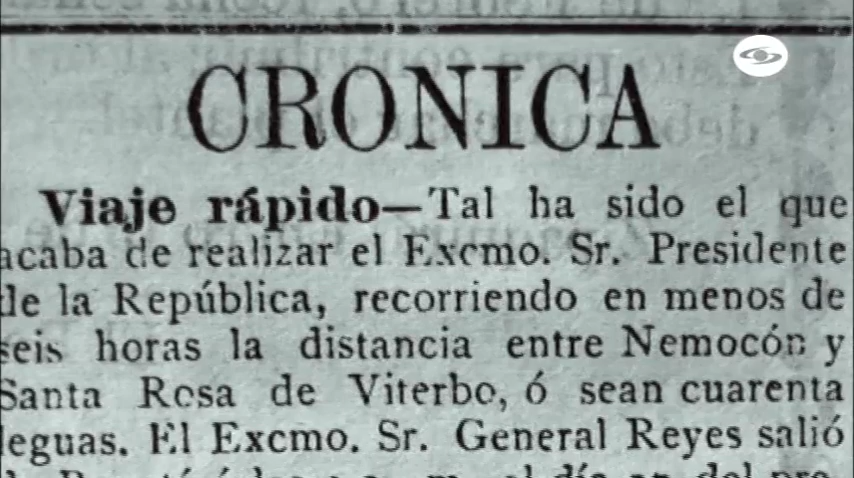 CRONICA
Viaje rápido—Tal ha sido el que
acaba de realizar el Excmo. Sr. Presidente
de la República, recorriendo en menos de
seis horas la distancia entre Nemocón y
Santa Rosa de Viterbo, ó sean cuarenta
leguas. El Excmo. Sr. General Reyes salió